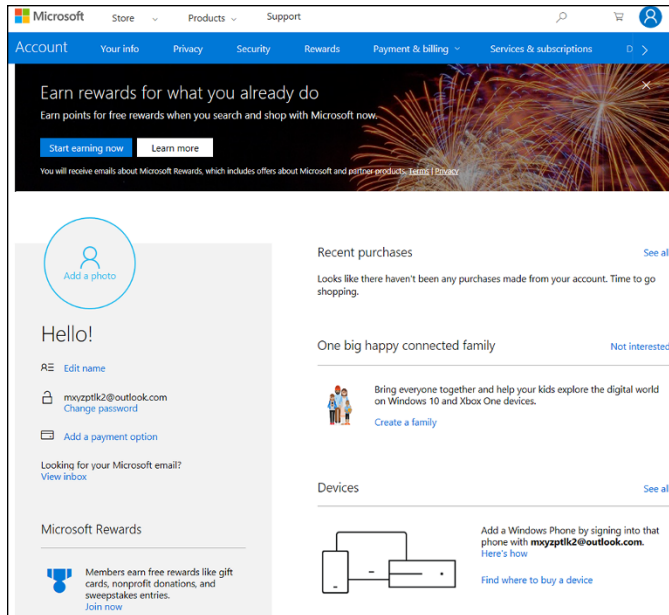 Microsoft Store Products Support
Account Your info Privacy Security Rewards Payment & billing Services & subscriptions D
Earn rewards for what you already do
Earn points for free rewards when you search and shop with Microsoft now.
Start earning now Learn more
You will receive emails about Microsoft Rewards, which includes offers about Microsoft and partner products. Terms | Privacy
Add a photo
Hello!
Edit name
mxyzptlk2@outlook.com
Change password
Add a payment option
Looking for your Microsoft email?
View inbox
Microsoft Rewards
Members earn free rewards like gift
cards, nonprofit donations, and
sweepstakes entries.
Join now
Recent purchases See all
Looks like there haven't been any purchases made from your account. Time to go
shopping.
One big happy connected family Not interested
Bring everyone together and help your kids explore the digital world
on Windows 10 and Xbox One devices.
Create a family
Devices See all
Add a Windows Phone by signing into that
phone with mxyzptlk2@outlook.com.
Here's how
Find where to buy a device